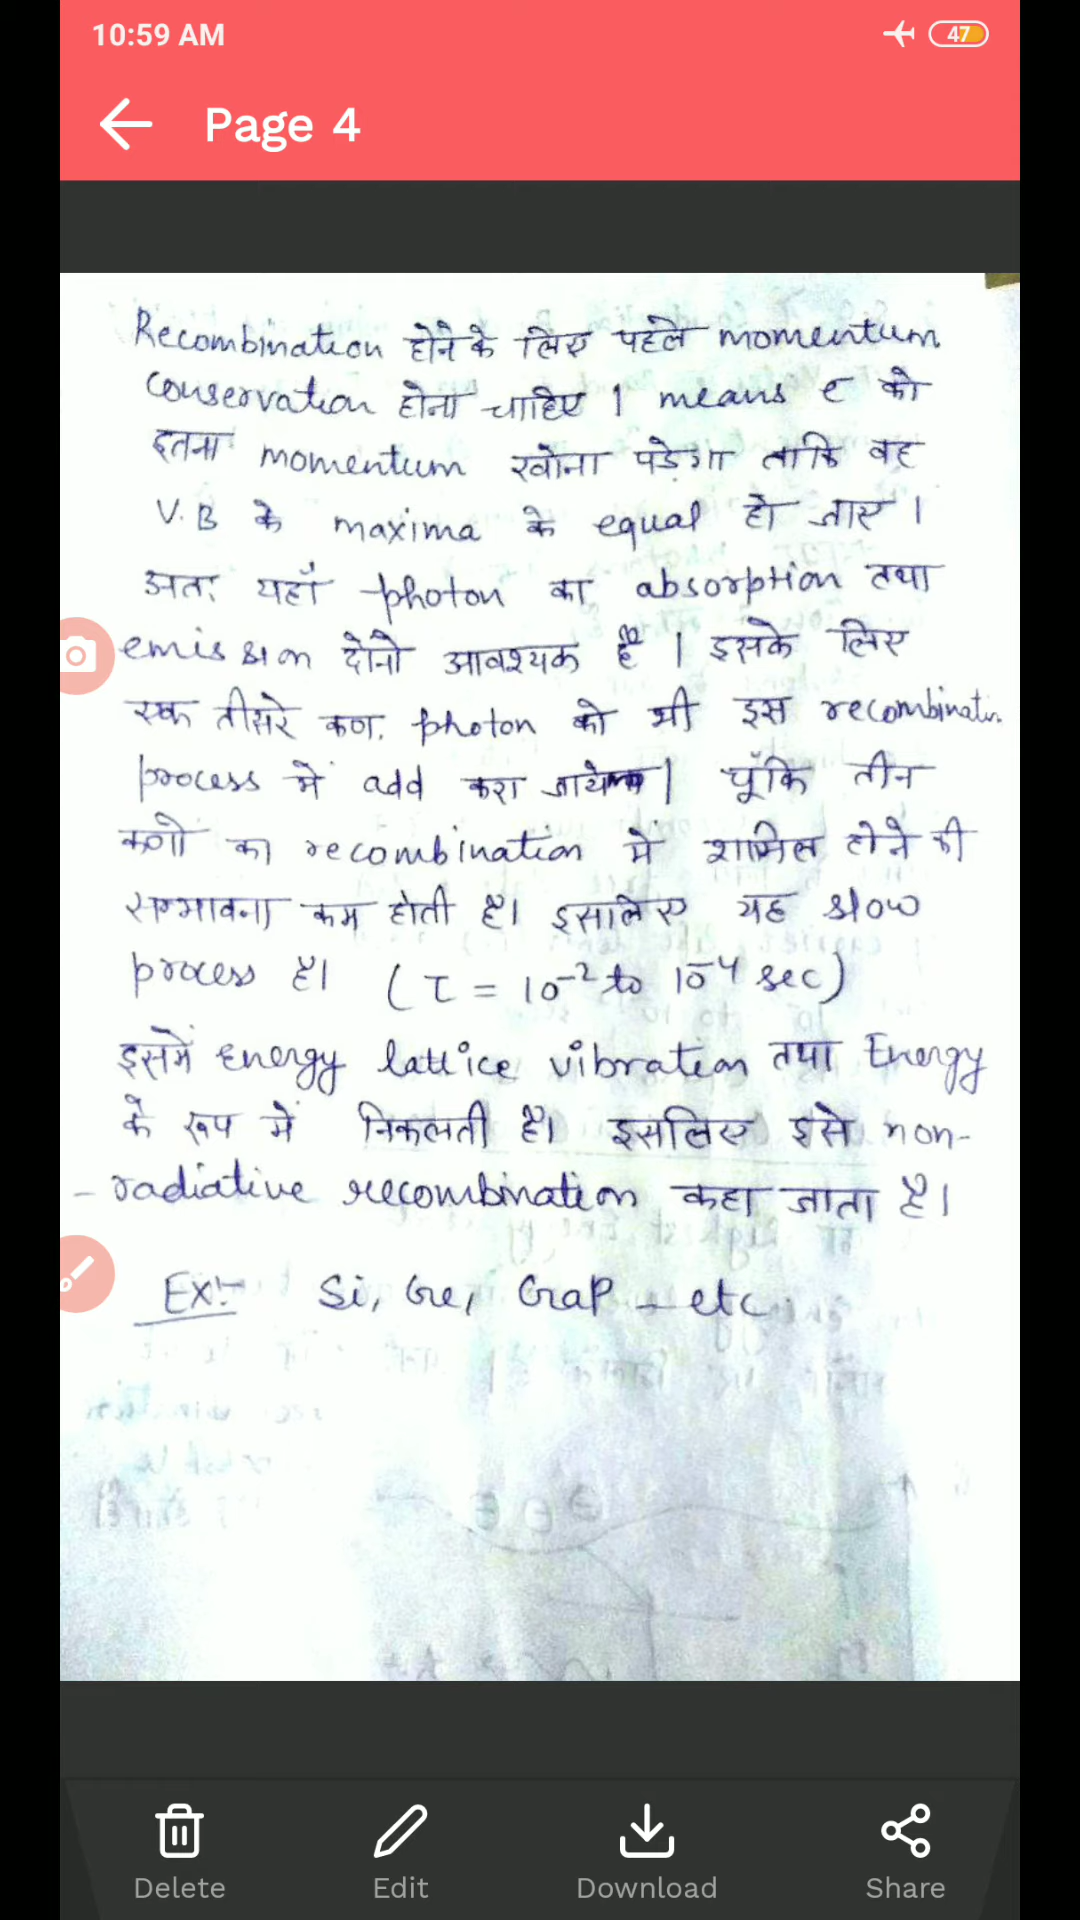 10:59 AM
47
Page 4
Recombination होने के लिए पहले momentum
conservation होना चाहिए । means e को
इतना momentum खोना पड़ेगा ताकि वह
V.B के maxima के equal हो जाए ।
अतः यहाँ photon का absorption तथा
emission दोनो आवश्यक है । इसके लिए
एक तीसरे कण, photon को भी इस recombinatin
process में add करा जाये । चूँकि तीन
कणो का recombination में शामिल होने की
सम्भावना कम होती है। इसलिए यह slow
process है। (τ = 10⁻² to 10⁻⁴ sec)
इसमें Energy lattice vibration तथा Energy
के रूप में निकलती है। इसलिए इसे non-
- radiative recombination कहा जाता है।
Ex:- Si, Ge, GaP - etc.
Delete Edit Download Share